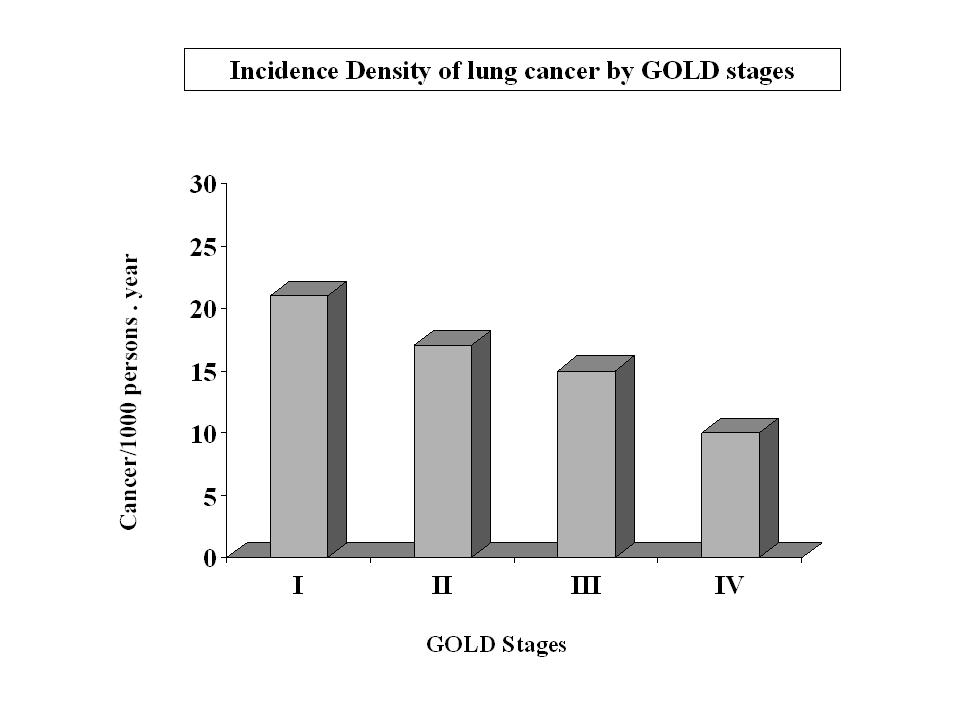 Incidence Density of lung cancer by GOLD stages
Cancer/1000 persons . year
30
25
20
15
10
5
0
I II III IV
GOLD Stages